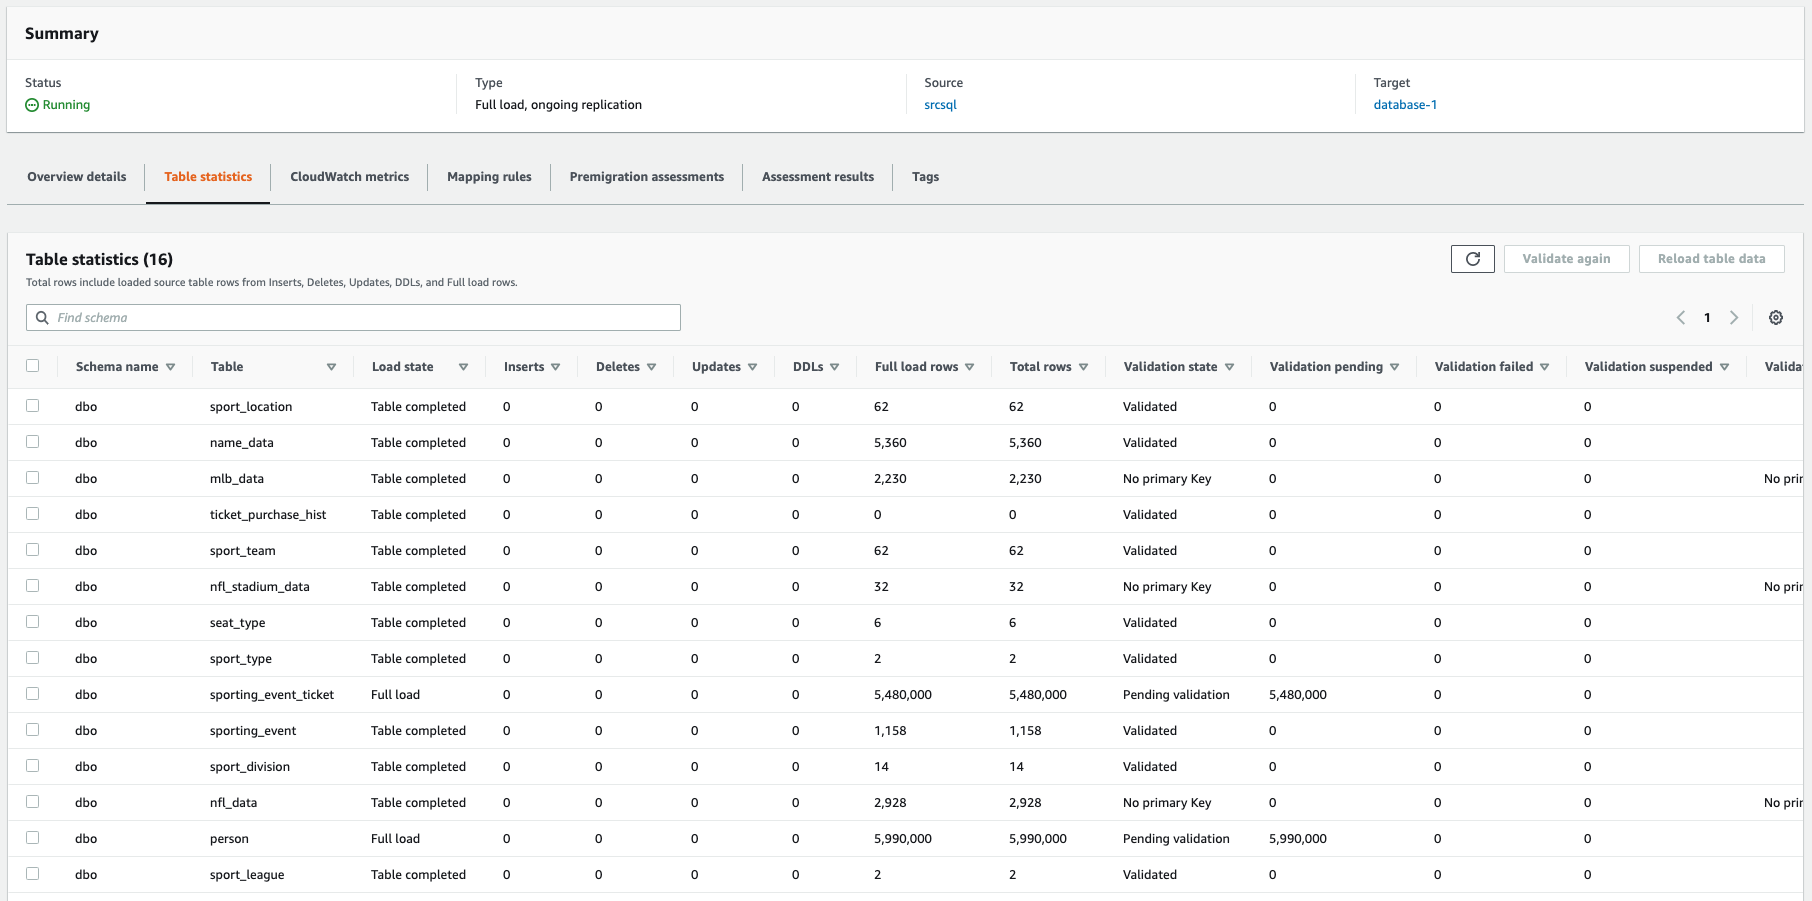 Summary
Status Type Source Target
Running Full load, ongoing replication srcsql database-1
Overview details Table statistics CloudWatch metrics Mapping rules Premigration assessments Assessment results Tags
Table statistics (16) Validate again Reload table data
Total rows include loaded source table rows from Inserts, Deletes, Updates, DDLs, and Full load rows.
Find schema 1
Schema name Table Load state Inserts Deletes Updates DDLs Full load rows Total rows Validation state Validation pending Validation failed Validation suspended Valida
dbo sport_location Table completed 0 0 0 0 62 62 Validated 0 0 0
dbo name_data Table completed 0 0 0 0 5,360 5,360 Validated 0 0 0
dbo mlb_data Table completed 0 0 0 0 2,230 2,230 No primary Key 0 0 0 No prir
dbo ticket_purchase_hist Table completed 0 0 0 0 0 0 Validated 0 0 0
dbo sport_team Table completed 0 0 0 0 62 62 Validated 0 0 0
dbo nfl_stadium_data Table completed 0 0 0 0 32 32 No primary Key 0 0 0 No prir
dbo seat_type Table completed 0 0 0 0 6 6 Validated 0 0 0
dbo sport_type Table completed 0 0 0 0 2 2 Validated 0 0 0
dbo sporting_event_ticket Full load 0 0 0 0 5,480,000 5,480,000 Pending validation 5,480,000 0 0
dbo sporting_event Table completed 0 0 0 0 1,158 1,158 Validated 0 0 0
dbo sport_division Table completed 0 0 0 0 14 14 Validated 0 0 0
dbo nfl_data Table completed 0 0 0 0 2,928 2,928 No primary Key 0 0 0 No prir
dbo person Full load 0 0 0 0 5,990,000 5,990,000 Pending validation 5,990,000 0 0
dbo sport_league Table completed 0 0 0 0 2 2 Validated 0 0 0